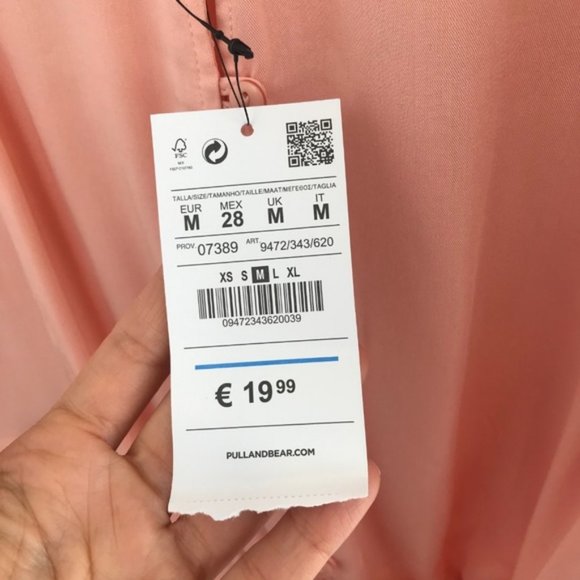 FSC
TALLA/SIZE/TAMANHO/TAILLE/MAAT/ΜΕΓΕΘΟΣ/TAGLIA
EUR MEX UK IT
M 28 M M
PROV. 07389 ART 9472/343/620
XS S M L XL
09472343620039
€ 19 99
PULLANDBEAR.COM